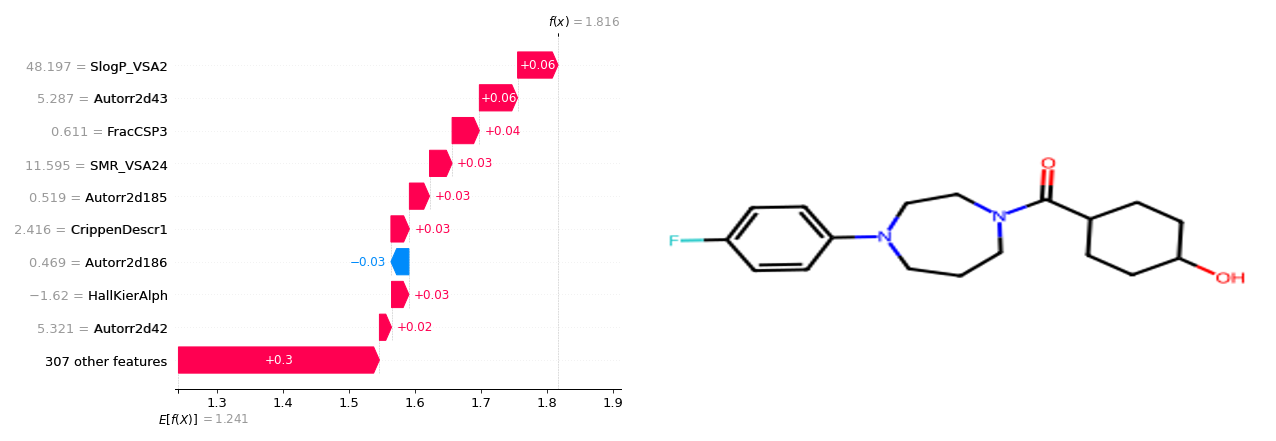 f(x) = 1.816
48.197 = SlogP_VSA2
+0.06
5.287 = Autorr2d43
+0.06
0.611 = FracCSP3
+0.04
11.595 = SMR_VSA24
+0.03
0.519 = Autorr2d185
+0.03
2.416 = CrippenDescr1
+0.03
0.469 = Autorr2d186
−0.03
−1.62 = HallKierAlph
+0.03
5.321 = Autorr2d42
+0.02
307 other features
+0.3
1.3 1.4 1.5 1.6 1.7 1.8 1.9
E[f(X)] = 1.241
O
N
N
F
OH